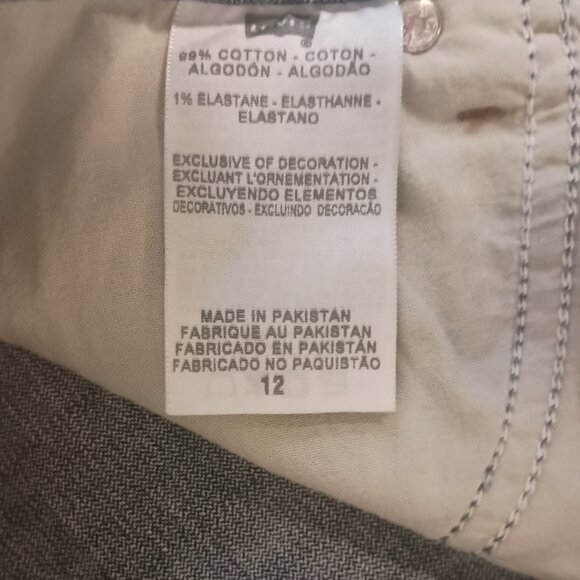 99% COTTON - COTON -
ALGODÓN - ALGODÃO
1% ELASTANE - ELASTHANNE -
ELASTANO
EXCLUSIVE OF DECORATION -
EXCLUANT L'ORNEMENTATION -
EXCLUYENDO ELEMENTOS
DECORATIVOS - EXCLUINDO DECORACÃO
MADE IN PAKISTAN
FABRIQUE AU PAKISTAN
FABRICADO EN PAKISTÁN
FABRICADO NO PAQUISTÃO
12